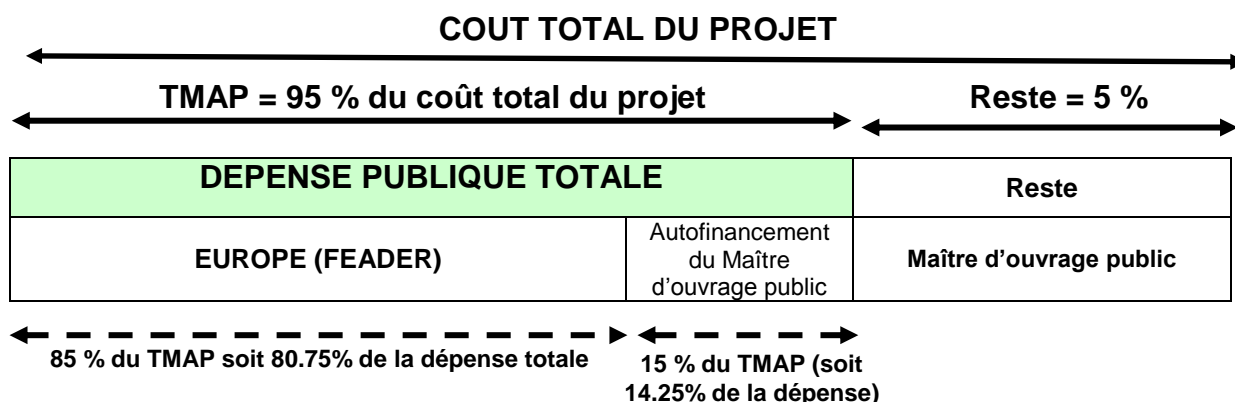 COUT TOTAL DU PROJET
TMAP = 95 % du coût total du projet
Reste = 5 %
DEPENSE PUBLIQUE TOTALE
Reste
EUROPE (FEADER)
Autofinancement
du Maître
d'ouvrage public
Maître d'ouvrage public
85 % du TMAP soit 80.75% de la dépense totale
15 % du TMAP (soit
14.25% de la dépense)